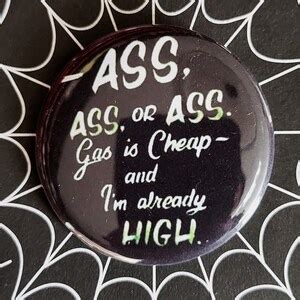 -ASS,
ASS, OR ASS.
Gas is Cheap-
and
I'm already
HIGH.